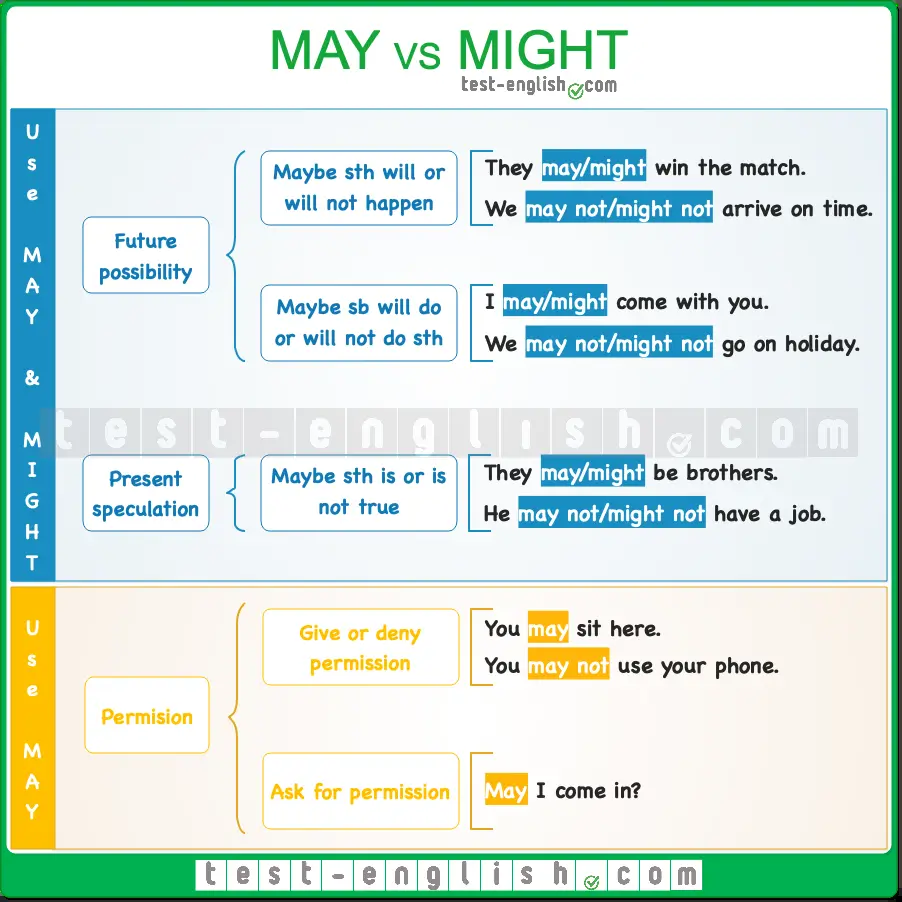 MAY vs MIGHT
test-english.com
Use MAY & MIGHT
Future
possibility
Maybe sth will or
will not happen
They may/might win the match.
We may not/might not arrive on time.
Maybe sb will do
or will not do sth
I may/might come with you.
We may not/might not go on holiday.
test-english.com
Present
speculation
Maybe sth is or is
not true
They may/might be brothers.
He may not/might not have a job.
Use MAY
Permision
Give or deny
permission
You may sit here.
You may not use your phone.
Ask for permission
May I come in?
test-english.com